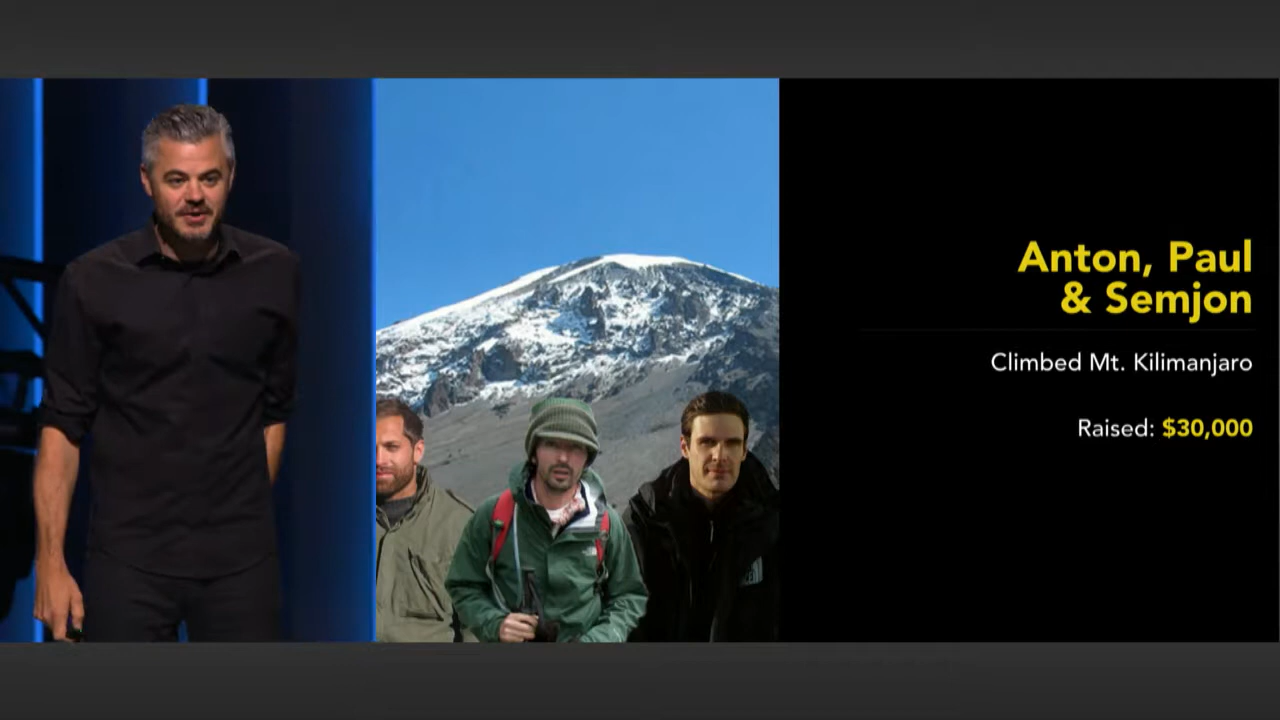 Anton, Paul
& Semjon
Climbed Mt. Kilimanjaro
Raised: $30,000